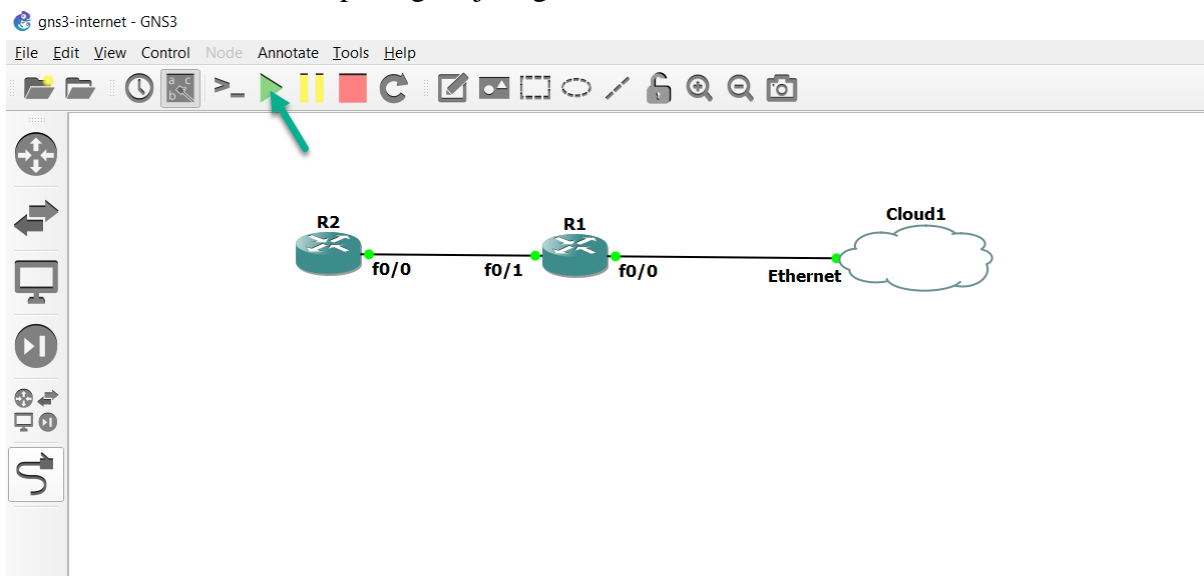 gns3-internet - GNS3
File Edit View Control Node Annotate Tools Help
R2
R1
Cloud1
f0/0
f0/1
f0/0
Ethernet